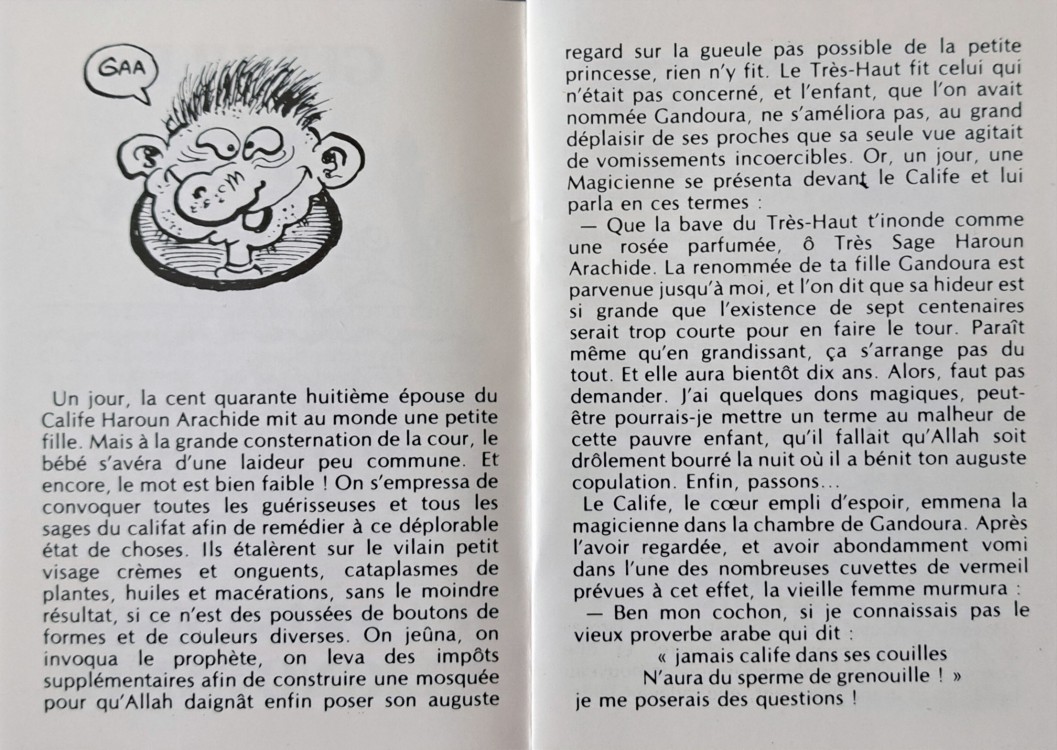 GAA
Un jour, la cent quarante huitième épouse du
Calife Haroun Arachide mit au monde une petite
fille. Mais à la grande consternation de la cour, le
bébé s'avéra d'une laideur peu commune. Et
encore, le mot est bien faible ! On s'empressa de
convoquer toutes les guérisseuses et tous les
sages du califat afin de remédier à ce déplorable
état de choses. Ils étalèrent sur le vilain petit
visage crèmes et onguents, cataplasmes de
plantes, huiles et macérations, sans le moindre
résultat, si ce n'est des poussées de boutons de
formes et de couleurs diverses. On jeûna, on
invoqua le prophète, on leva des impôts
supplémentaires afin de construire une mosquée
pour qu'Allah daignât enfin poser son auguste
regard sur la gueule pas possible de la petite
princesse, rien n'y fit. Le Très-Haut fit celui qui
n'était pas concerné, et l'enfant, que l'on avait
nommée Gandoura, ne s'améliora pas, au grand
déplaisir de ses proches que sa seule vue agitait
de vomissements incoercibles. Or, un jour, une
Magicienne se présenta devant le Calife et lui
parla en ces termes :
— Que la bave du Très-Haut t'inonde comme
une rosée parfumée, ô Très Sage Haroun
Arachide. La renommée de ta fille Gandoura est
parvenue jusqu'à moi, et l'on dit que sa hideur est
si grande que l'existence de sept centenaires
serait trop courte pour en faire le tour. Paraît
même qu'en grandissant, ça s'arrange pas du
tout. Et elle aura bientôt dix ans. Alors, faut pas
demander. J'ai quelques dons magiques, peut-
être pourrais-je mettre un terme au malheur de
cette pauvre enfant, qu'il fallait qu'Allah soit
drôlement bourré la nuit où il a bénit ton auguste
copulation. Enfin, passons...
Le Calife, le cœur empli d'espoir, emmena la
magicienne dans la chambre de Gandoura. Après
l'avoir regardée, et avoir abondamment vomi
dans l'une des nombreuses cuvettes de vermeil
prévues à cet effet, la vieille femme murmura :
— Ben mon cochon, si je connaissais pas le
vieux proverbe arabe qui dit :
« jamais calife dans ses couilles
N'aura du sperme de grenouille ! »
je me poserais des questions !